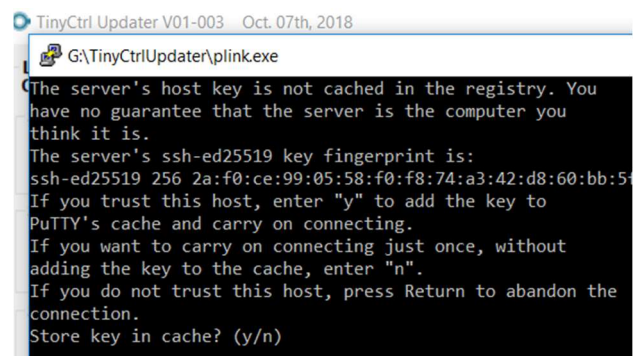 TinyCtrl Updater V01-003 Oct. 07th, 2018
G:\TinyCtrlUpdater\plink.exe
The server's host key is not cached in the registry. You
have no guarantee that the server is the computer you
think it is.
The server's ssh-ed25519 key fingerprint is:
ssh-ed25519 256 2a:f0:ce:99:05:58:f0:f8:74:a3:42:d8:60:bb:5f
If you trust this host, enter "y" to add the key to
PuTTY's cache and carry on connecting.
If you want to carry on connecting just once, without
adding the key to the cache, enter "n".
If you do not trust this host, press Return to abandon the
connection.
Store key in cache? (y/n)